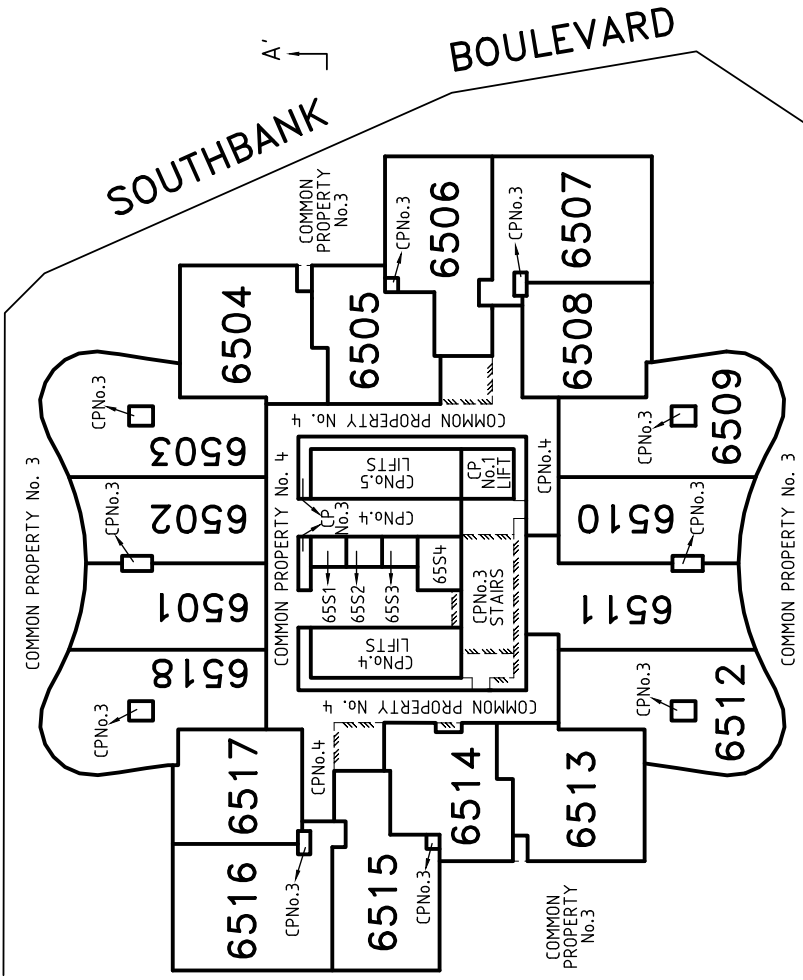 SOUTHBANK
BOULEVARD
A'
COMMON
PROPERTY
No.3
6504
6505
CPNo.3
6506
CPNo.3
6507
6508
CPNo.3
6503
6502
CPNo.3
6501
6518
CPNo.3
COMMON PROPERTY No. 3
COMMON PROPERTY No. 4
COMMON PROPERTY No. 4
CPNo.5
LIFTS
CP
No.1
LIFT
CP
No.3
CPNo.4
65S1
65S2
65S3
65S4
CPNo.3
STAIRS
CPNo.4
LIFTS
COMMON PROPERTY No. 4
CPNo.4
6509
CPNo.3
6510
CPNo.3
6511
6512
CPNo.3
COMMON PROPERTY No. 3
6517
CPNo.4
6516
CPNo.3
6515
CPNo.3
6514
6513
COMMON
PROPERTY
No.3